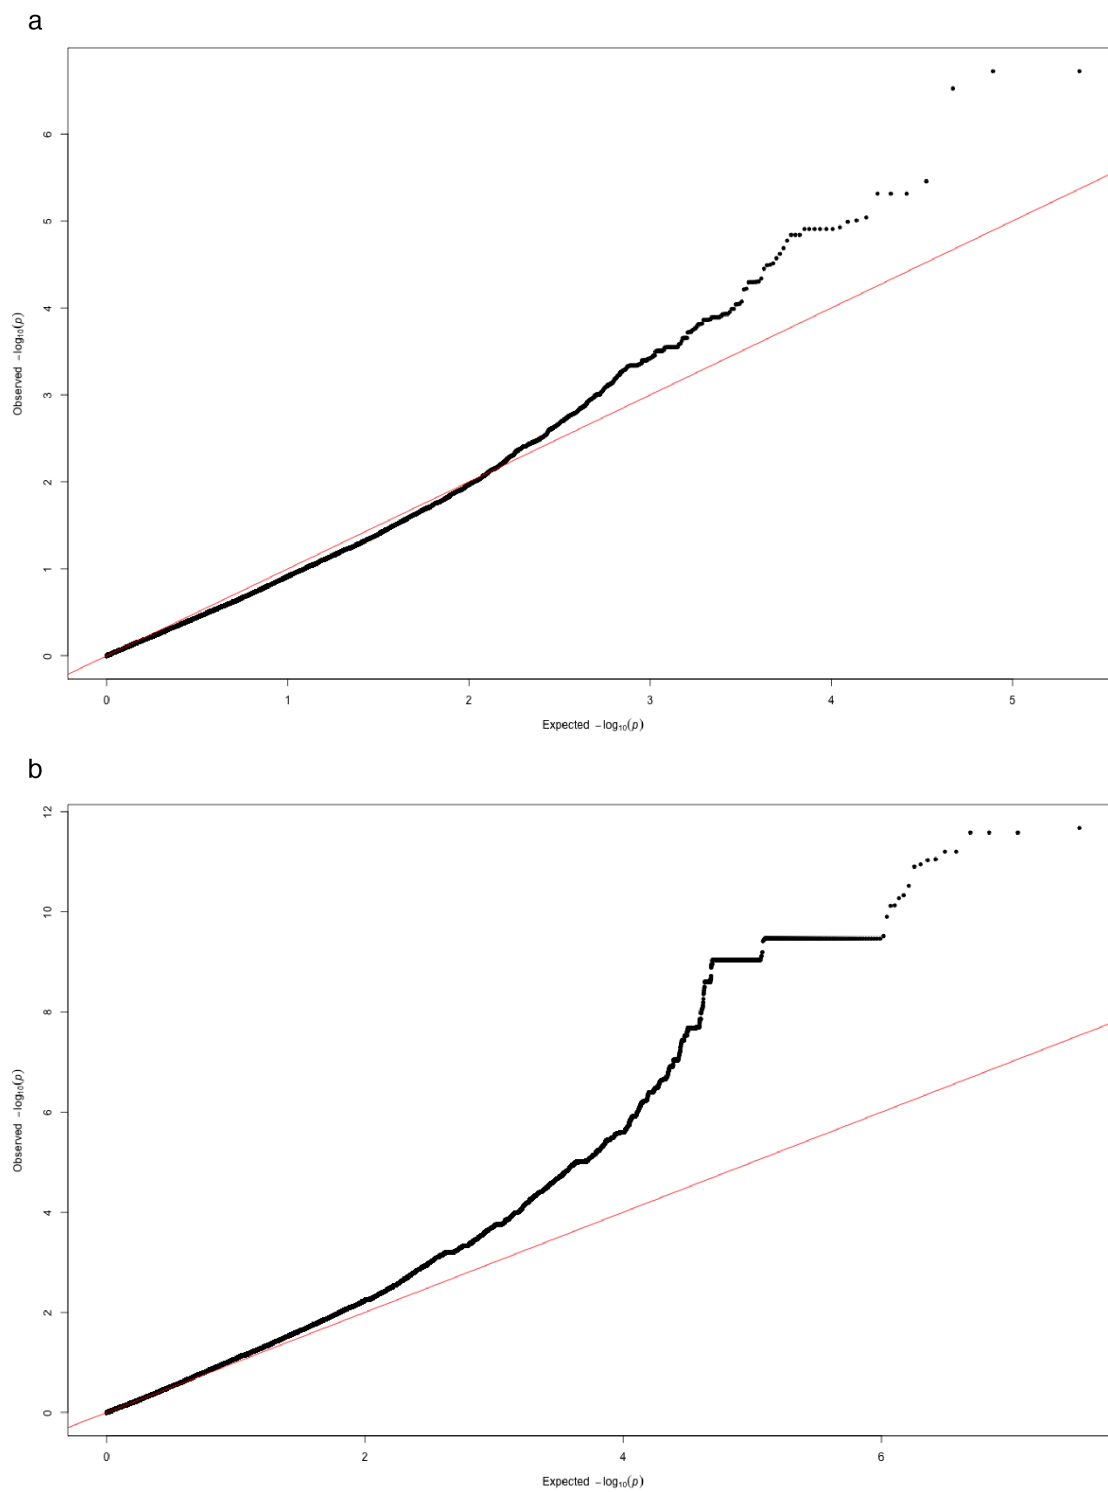 a
6
5
4
3
2
1
0
Observed −log₁₀(p)
0 1 2 3 4 5
Expected −log₁₀(p)
b
12
10
8
6
4
2
0
Observed −log₁₀(p)
0 2 4 6
Expected −log₁₀(p)